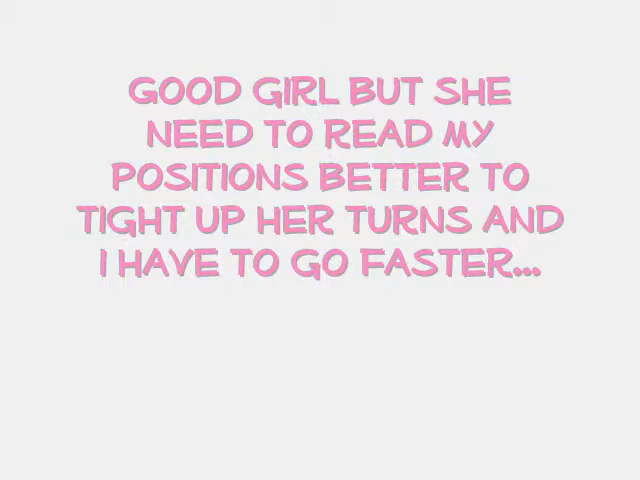 GOOD GIRL BUT SHE
NEED TO READ MY
POSITIONS BETTER TO
TIGHT UP HER TURNS AND
I HAVE TO GO FASTER...